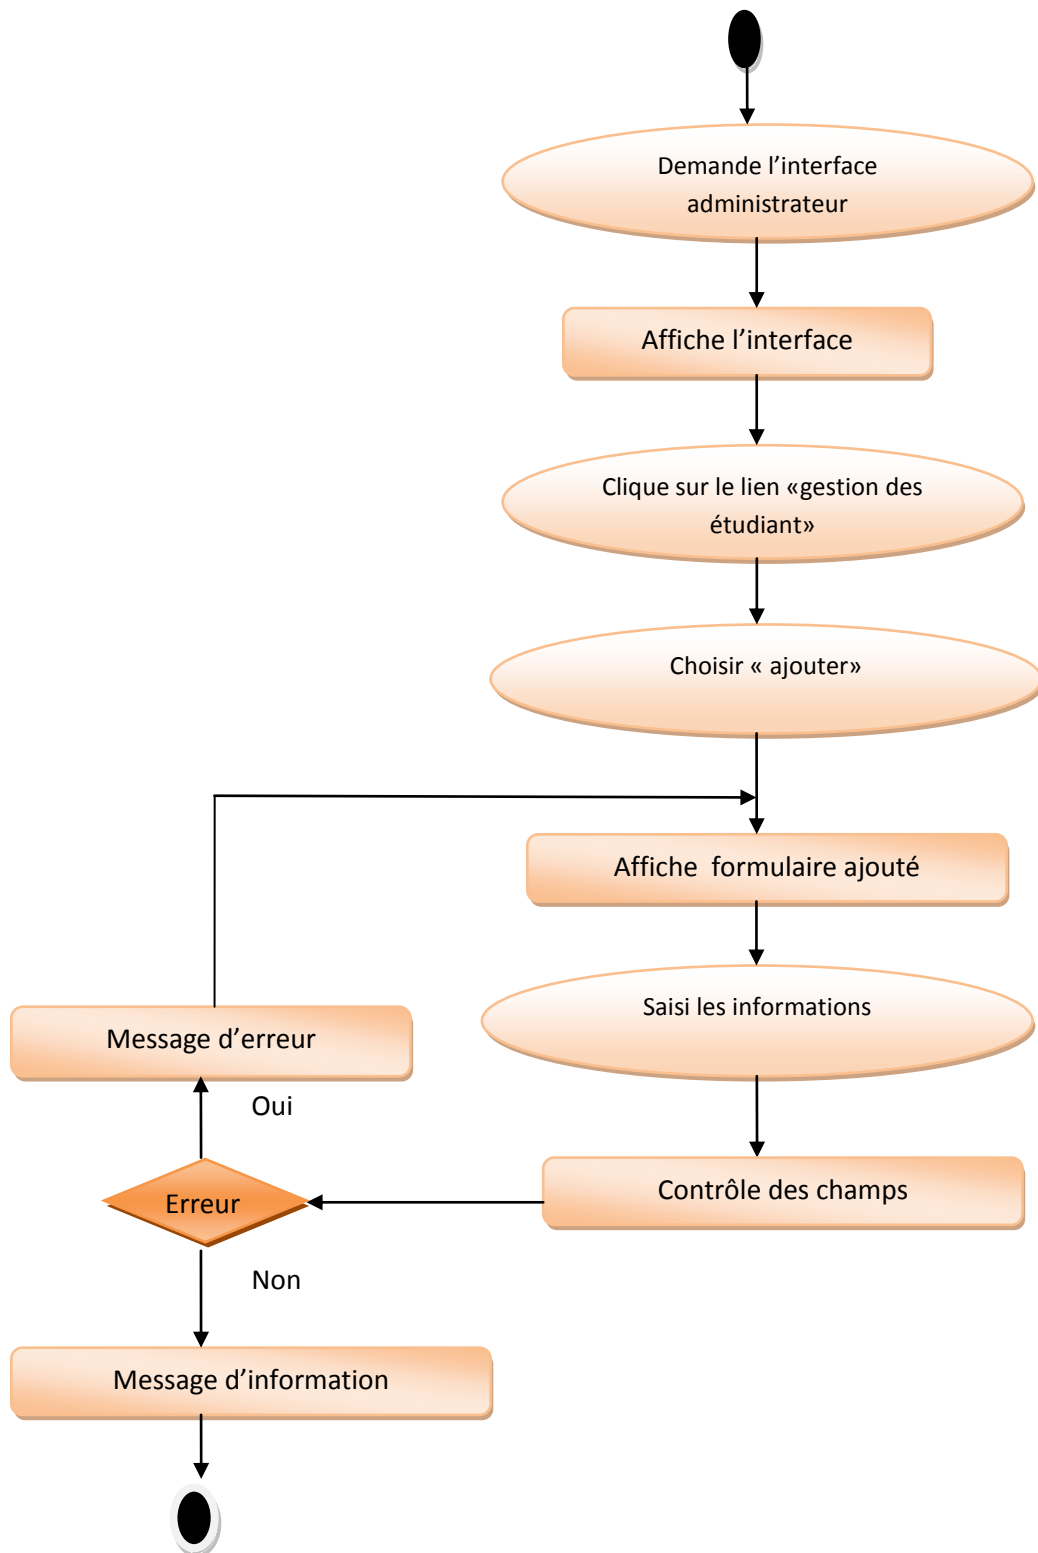 Demande l’interface
administrateur
Affiche l’interface
Clique sur le lien «gestion des
étudiant»
Choisir « ajouter»
Affiche  formulaire ajouté
Saisi les informations
Message d’erreur
Oui
Contrôle des champs
Erreur
Non
Message d’information